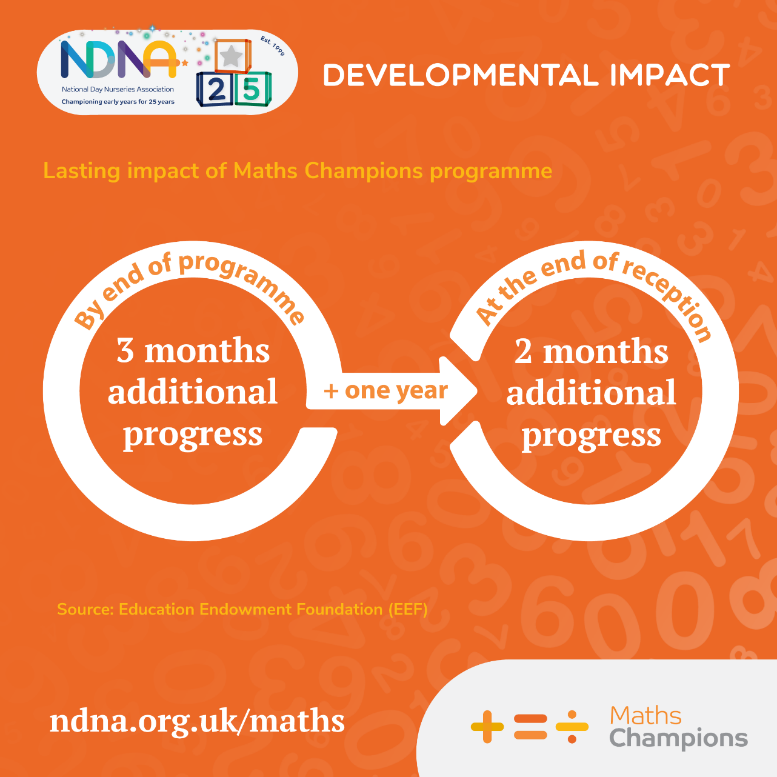 NDNA
Est. 1999
National Day Nurseries Association
25
Championing early years for 25 years
DEVELOPMENTAL IMPACT
Lasting impact of Maths Champions programme
By end of programme
3 months
additional
progress
+ one year
At the end of reception
2 months
additional
progress
Source: Education Endowment Foundation (EEF)
ndna.org.uk/maths
Maths
Champions